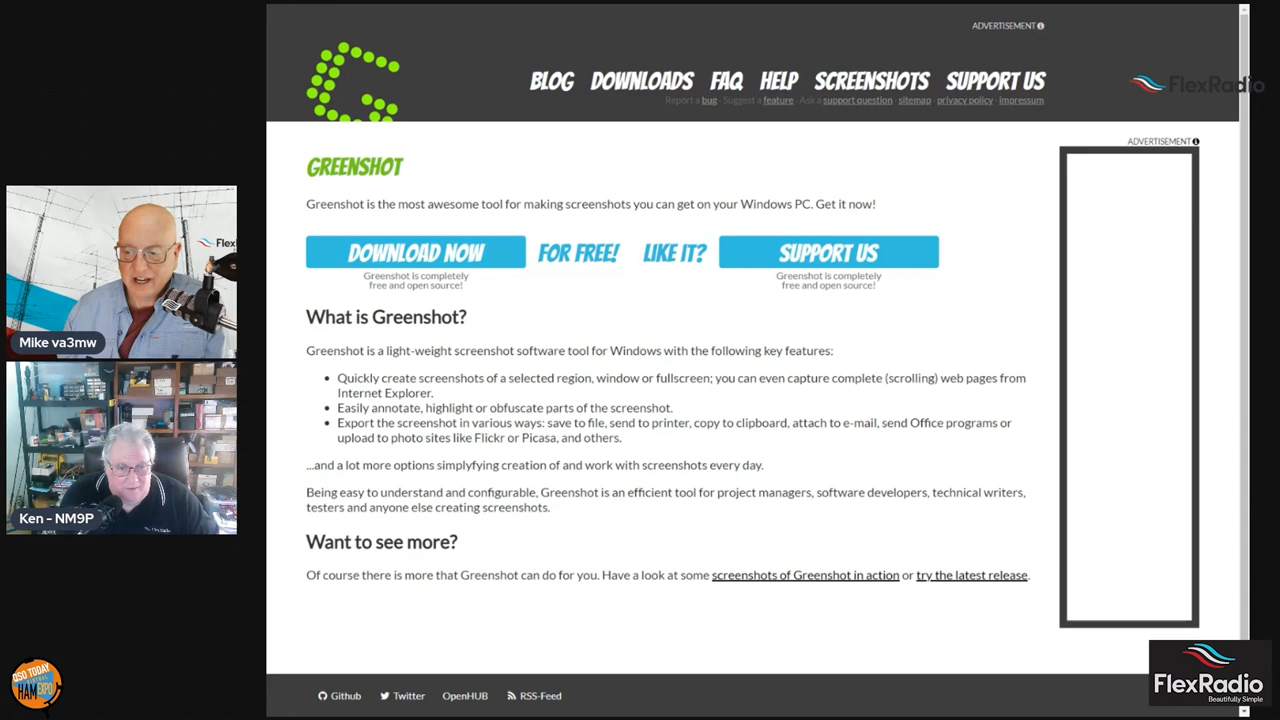 ADVERTISEMENT
BLOG DOWNLOADS FAQ HELP SCREENSHOTS SUPPORT US
Report a bug · Suggest a feature · Ask a support question · sitemap · privacy policy · impressum
FlexRadio
ADVERTISEMENT
GREENSHOT
Greenshot is the most awesome tool for making screenshots you can get on your Windows PC. Get it now!
DOWNLOAD NOW FOR FREE! LIKE IT? SUPPORT US
Greenshot is completely
free and open source!
Greenshot is completely
free and open source!
What is Greenshot?
Greenshot is a light-weight screenshot software tool for Windows with the following key features:
• Quickly create screenshots of a selected region, window or fullscreen; you can even capture complete (scrolling) web pages from
Internet Explorer.
• Easily annotate, highlight or obfuscate parts of the screenshot.
• Export the screenshot in various ways: save to file, send to printer, copy to clipboard, attach to e-mail, send Office programs or
upload to photo sites like Flickr or Picasa, and others.
...and a lot more options simplyfying creation of and work with screenshots every day.
Being easy to understand and configurable, Greenshot is an efficient tool for project managers, software developers, technical writers,
testers and anyone else creating screenshots.
Want to see more?
Of course there is more that Greenshot can do for you. Have a look at some screenshots of Greenshot in action or try the latest release.
Github Twitter OpenHUB RSS-Feed
FlexR
Mike va3mw
Ken - NM9P
QSO TODAY
VIRTUAL
HAM EXPO
FlexRadio
Beautifully Simple